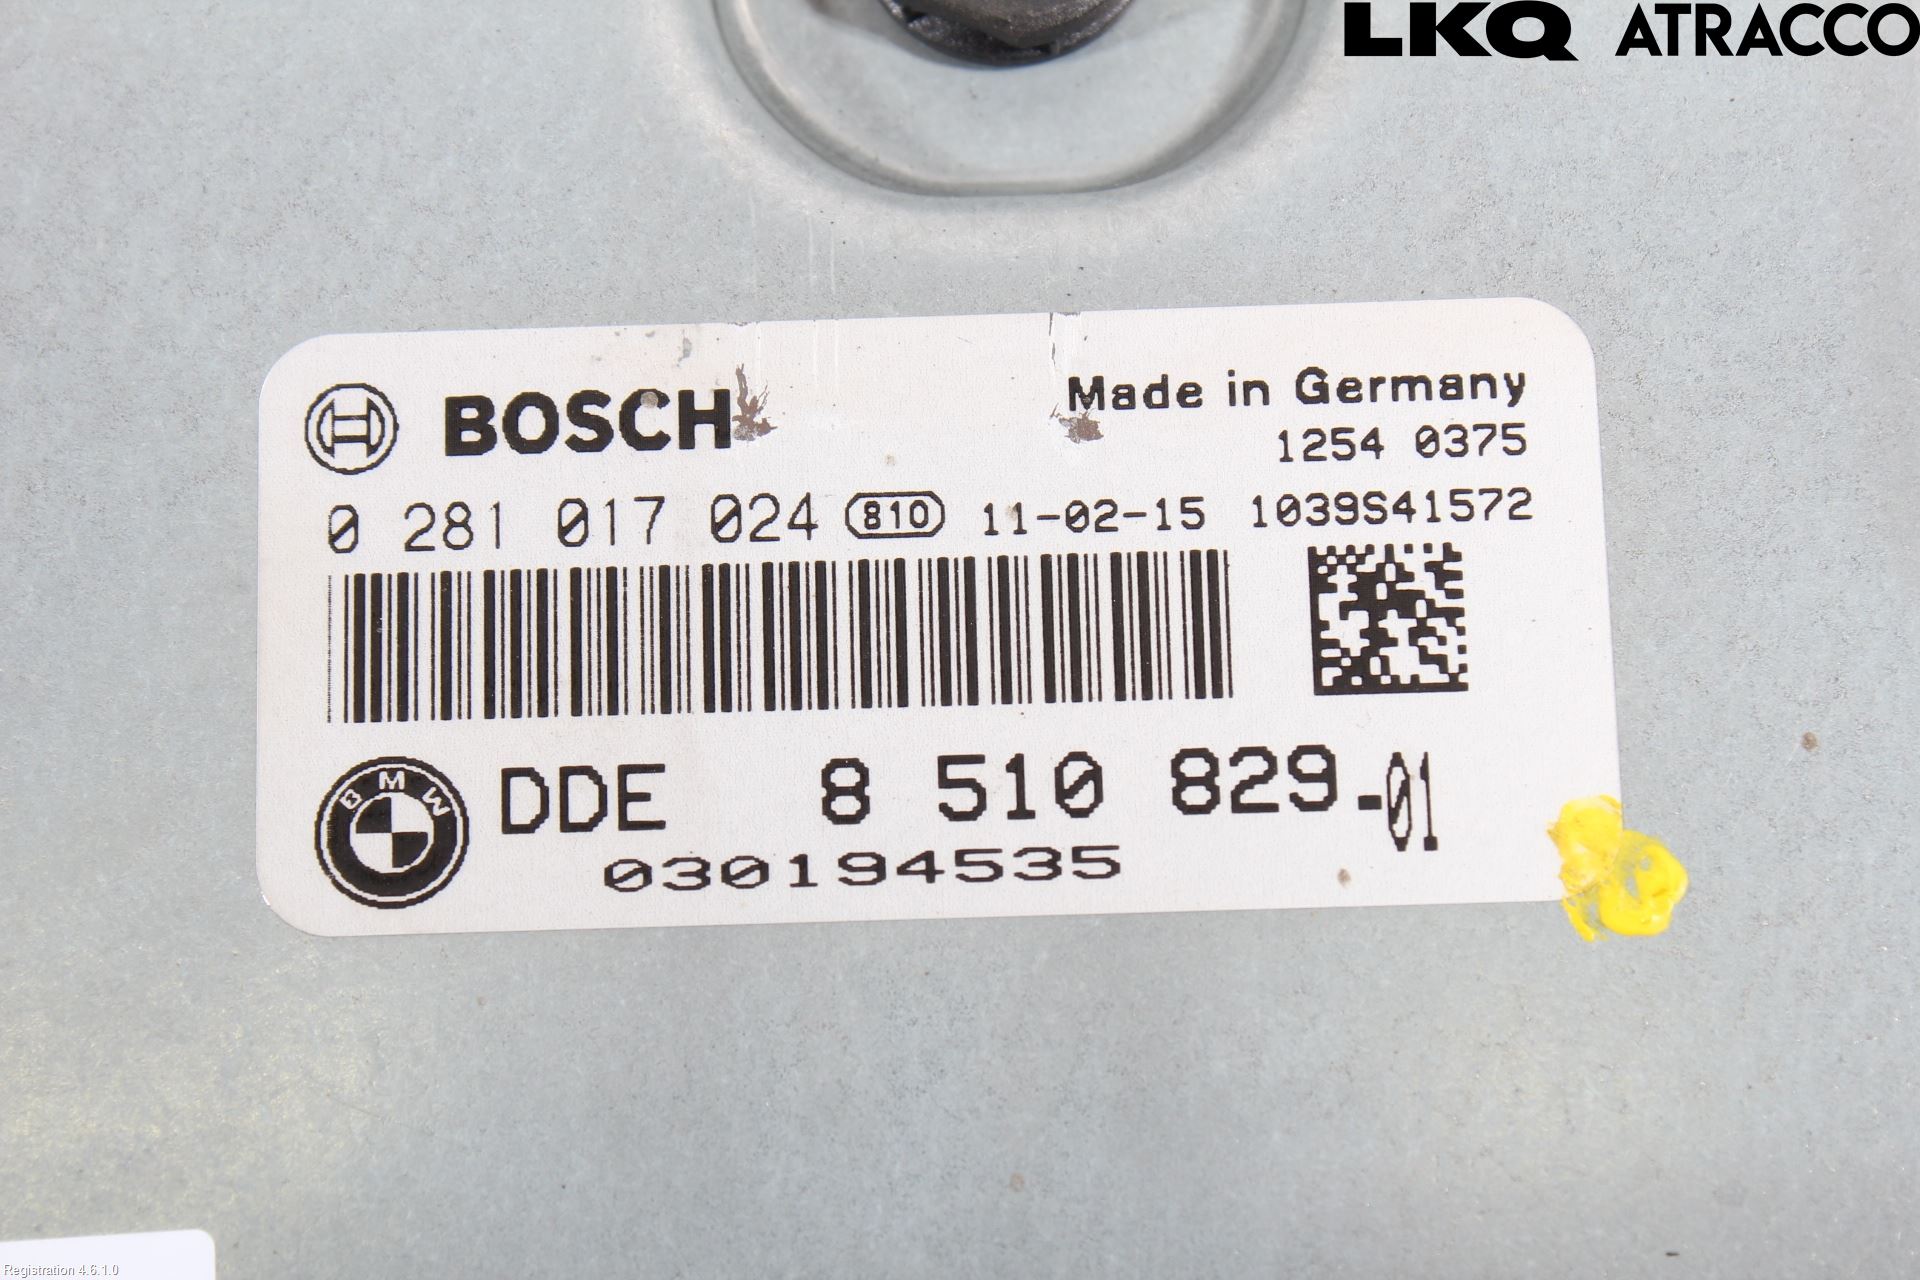 LKQ ATRACCO
BOSCH
Made in Germany
1254 0375
0 281 017 024 810 11-02-15 1039S41572
BMW
DDE 8 510 829-01
030194535
Registration 4.6.1.0